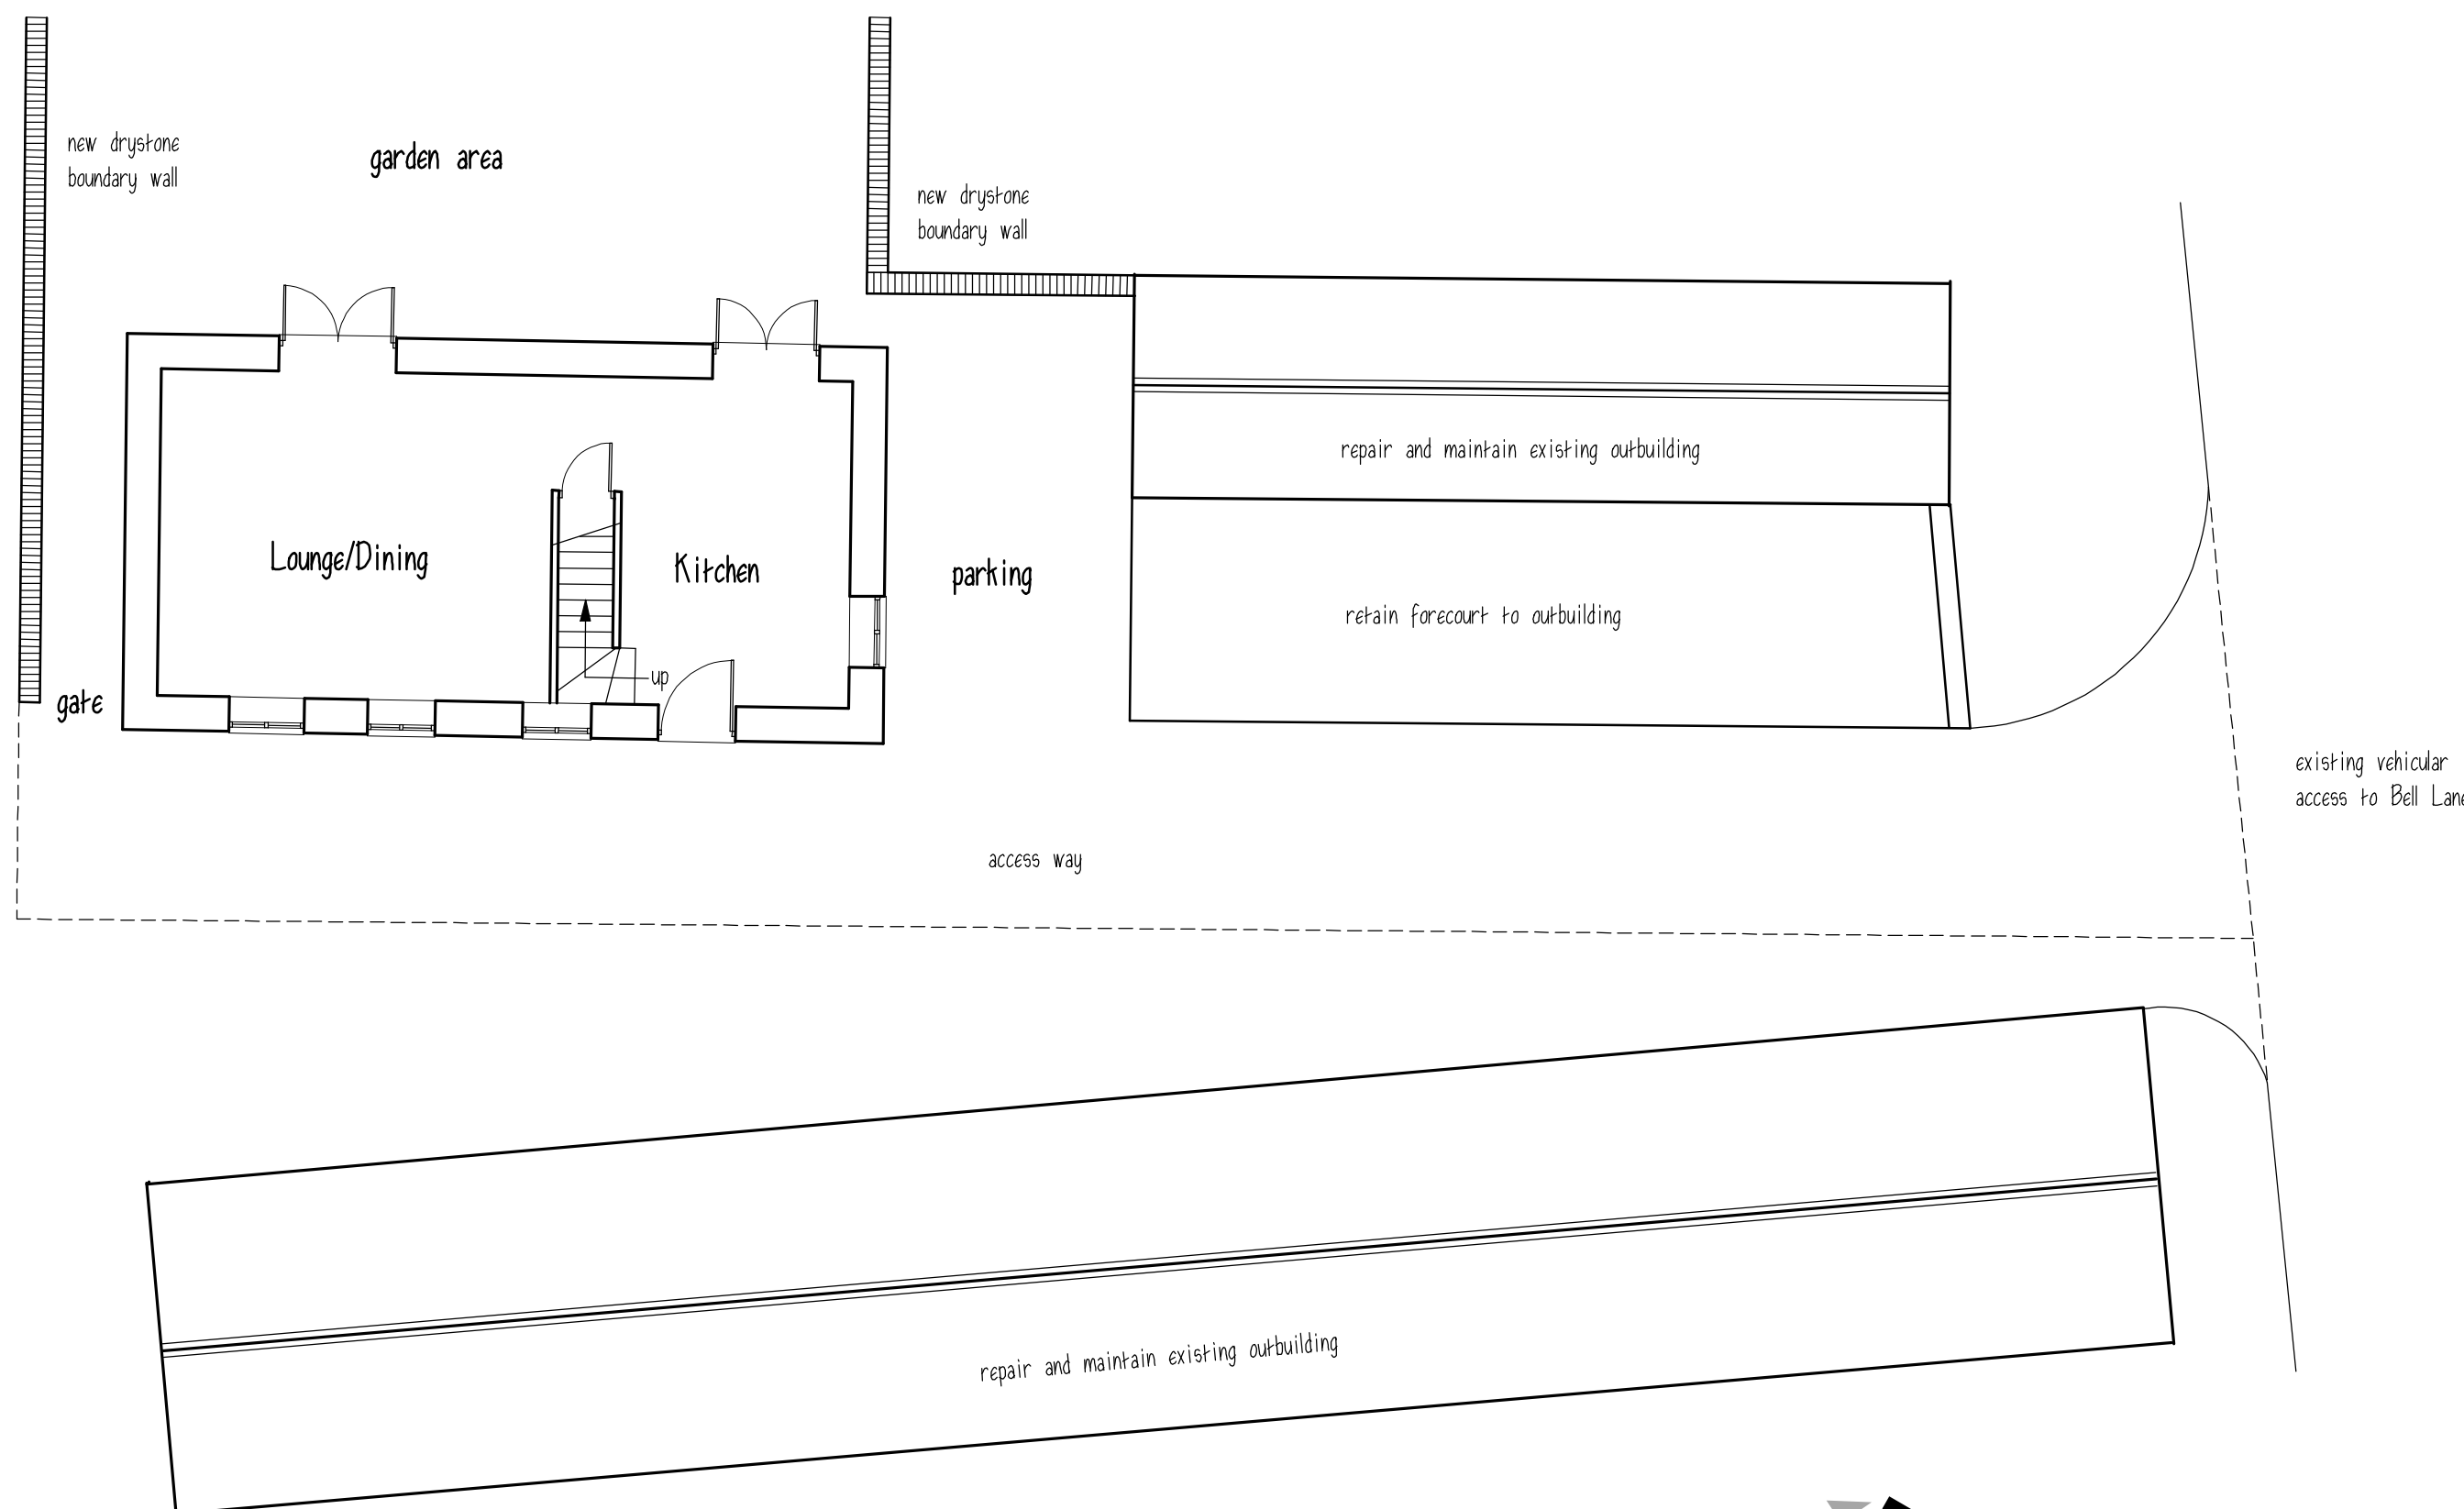 new drystone
boundary wall
garden area
new drystone
boundary wall
repair and maintain existing outbuilding
Lounge/Dining
Kitchen
parking
retain forecourt to outbuilding
up
gate
existing vehicular
access to Bell Lane
access way
repair and maintain existing outbuilding